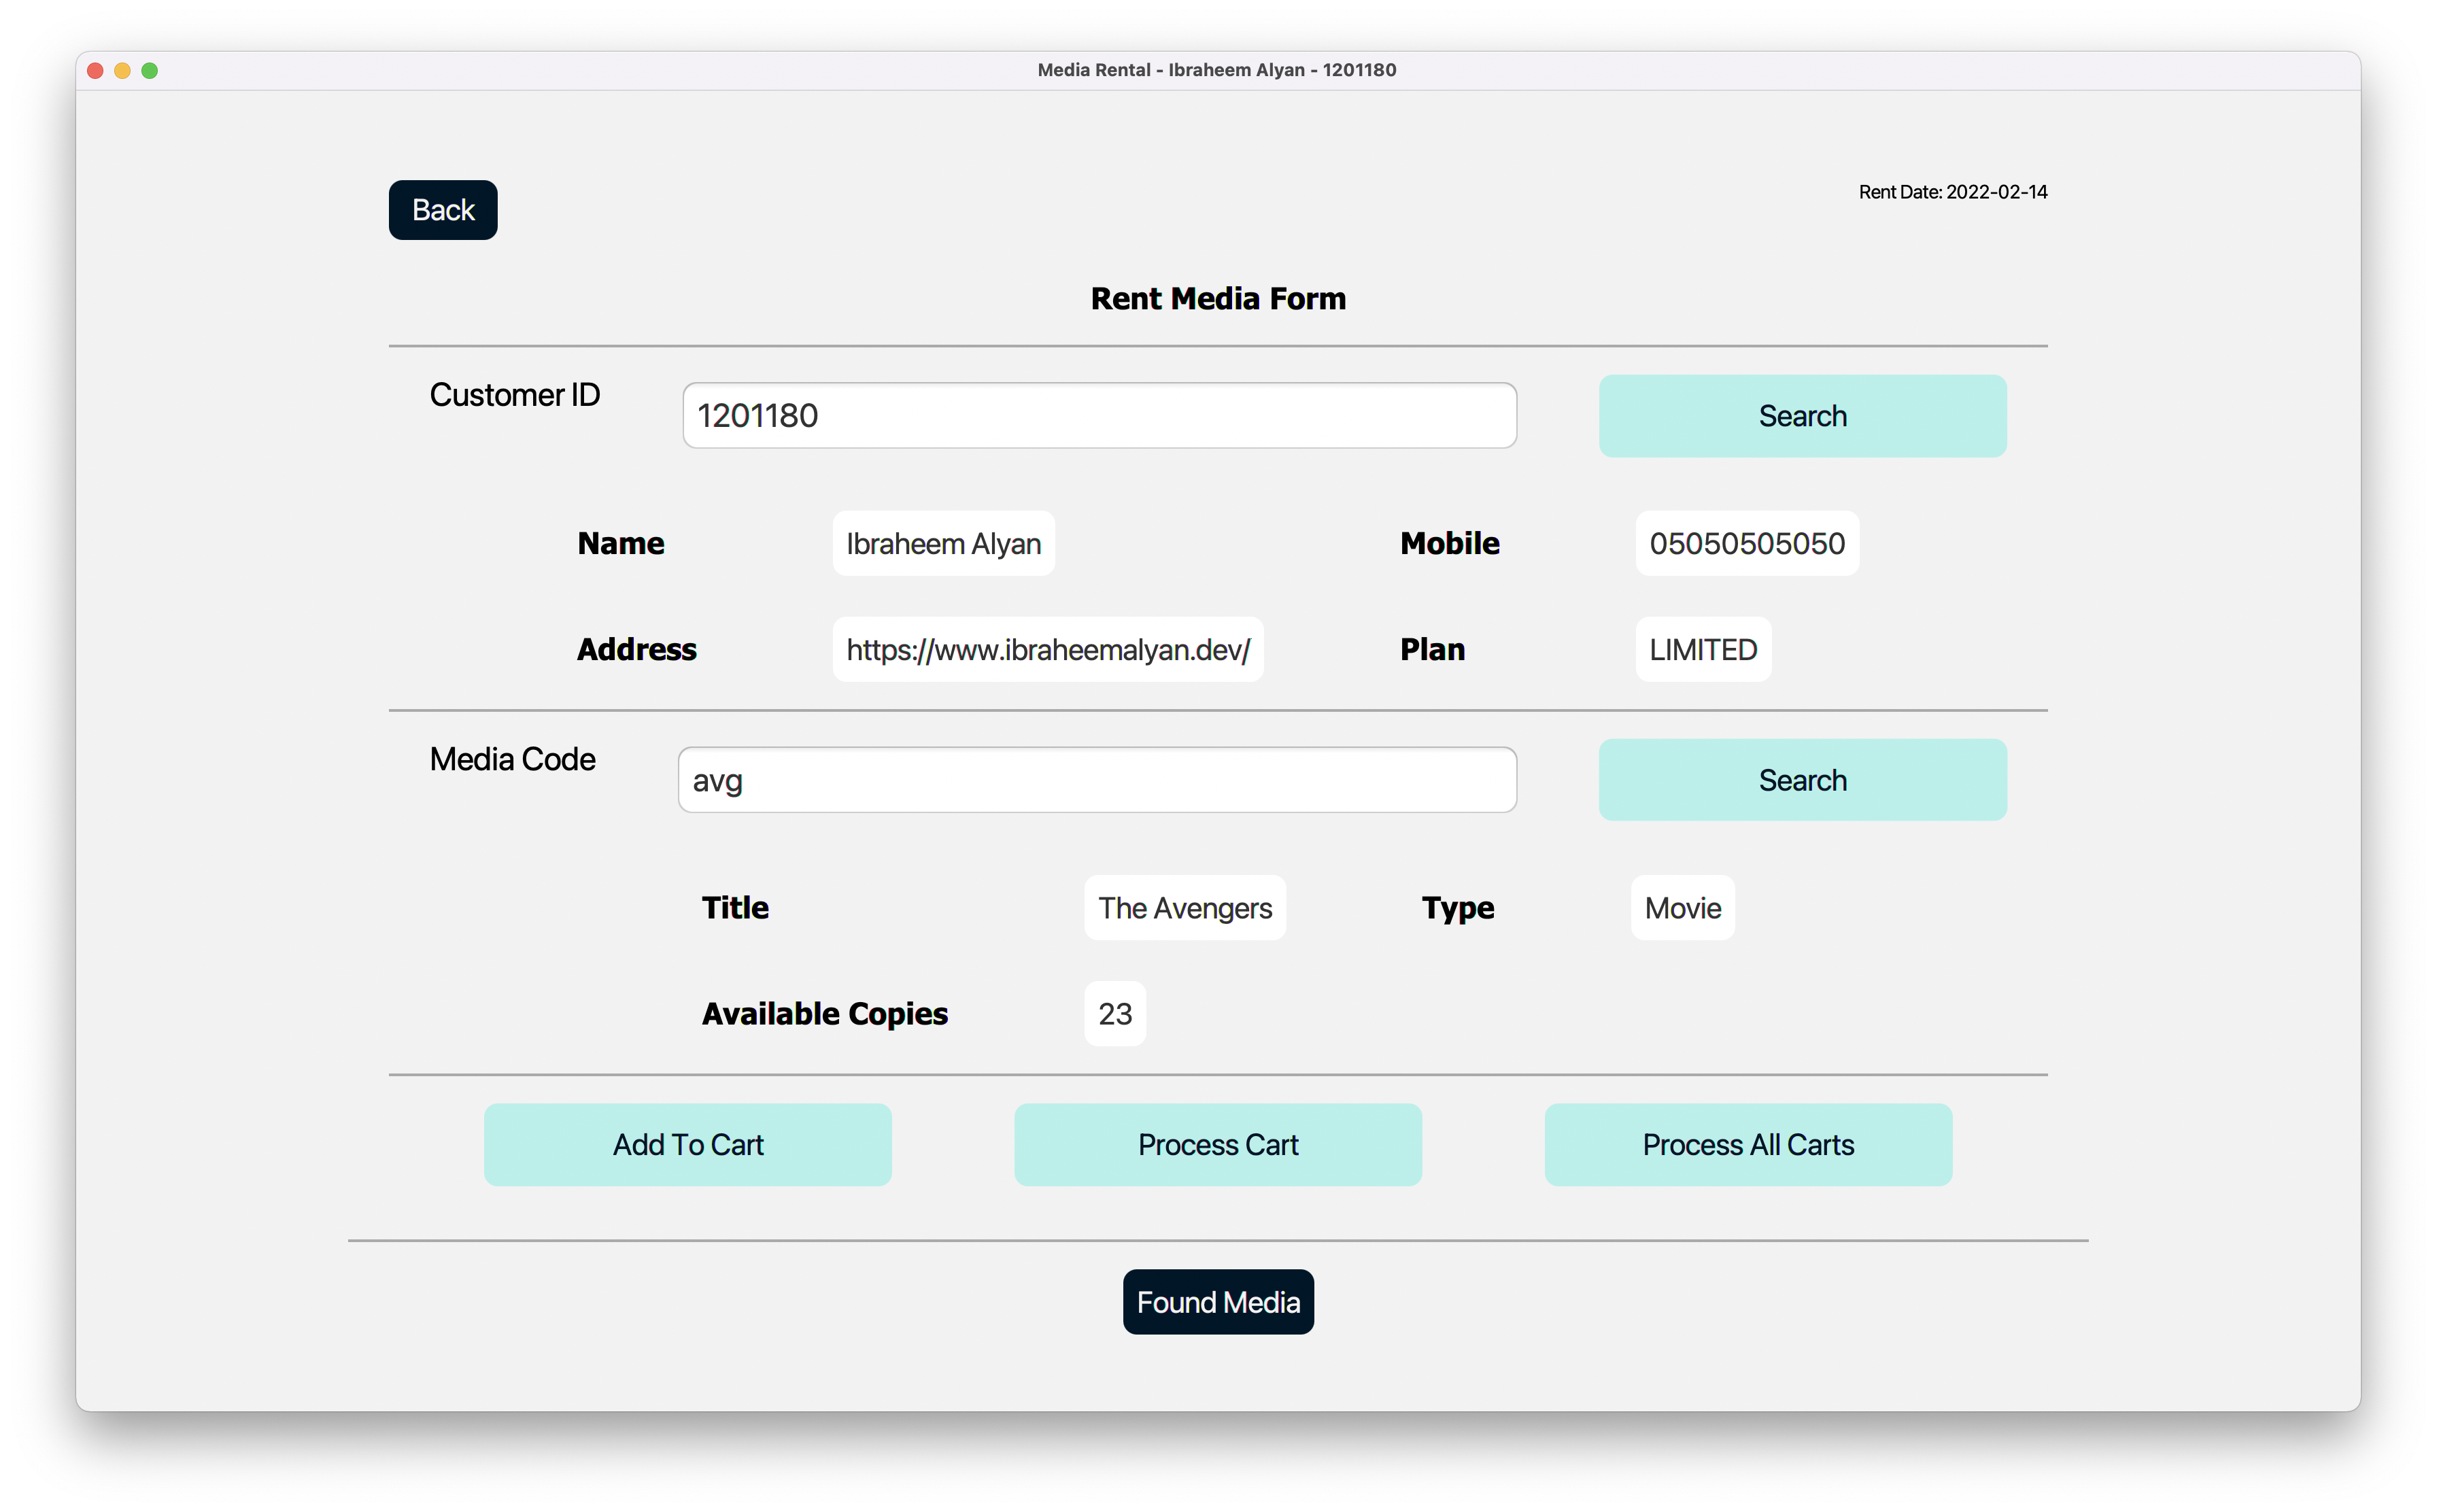 Media Rental - Ibraheem Alyan - 1201180
Back
Rent Date: 2022-02-14
Rent Media Form
Customer ID 1201180 Search
Name Ibraheem Alyan Mobile 05050505050
Address https://www.ibraheemalyan.dev/ Plan LIMITED
Media Code avg Search
Title The Avengers Type Movie
Available Copies 23
Add To Cart Process Cart Process All Carts
Found Media